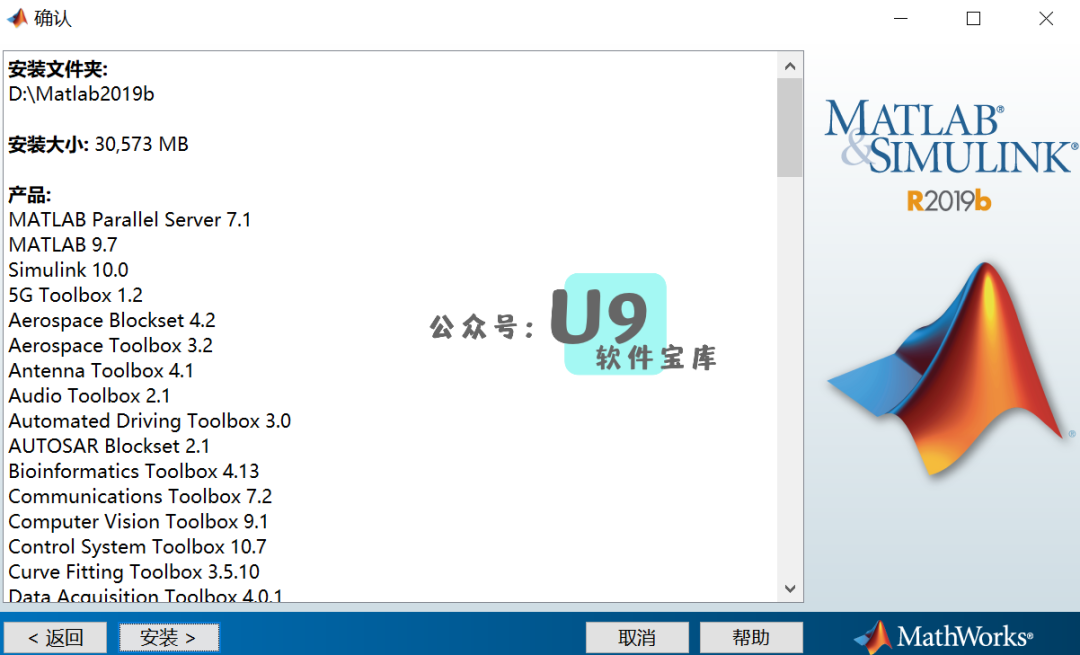 确认
安装文件夹:
D:\Matlab2019b
安装大小: 30,573 MB
产品:
MATLAB Parallel Server 7.1
MATLAB 9.7
Simulink 10.0
5G Toolbox 1.2
Aerospace Blockset 4.2
Aerospace Toolbox 3.2
Antenna Toolbox 4.1
Audio Toolbox 2.1
Automated Driving Toolbox 3.0
AUTOSAR Blockset 2.1
Bioinformatics Toolbox 4.13
Communications Toolbox 7.2
Computer Vision Toolbox 9.1
Control System Toolbox 10.7
Curve Fitting Toolbox 3.5.10
Data Acquisition Toolbox 4.0.1
公众号: U9
软件宝库
MATLAB®
&SIMULINK®
R2019b
®
< 返回
安装 >
取消
帮助
MathWorks®